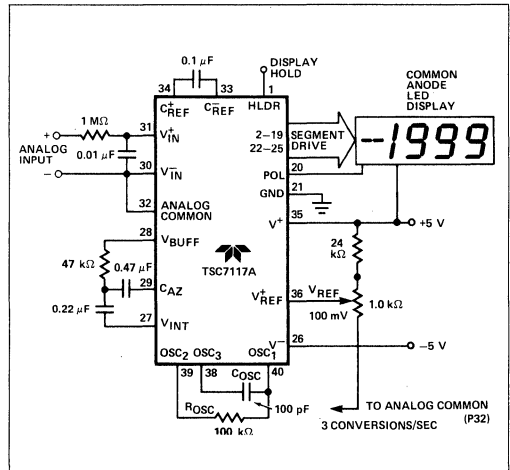 0.1 µF
34
33
DISPLAY HOLD
1
C⁺REF
C⁻REF
HLDR
COMMON ANODE LED DISPLAY
-1999
+
1 MΩ
31
V⁺IN
ANALOG INPUT
0.01 µF
-
30
V⁻IN
2–19
22–25
SEGMENT DRIVE
POL
20
GND
21
32
ANALOG COMMON
V⁺
35
+5 V
28
VBUFF
24 kΩ
47 kΩ
0.47 µF
29
CAZ
TSC7117A
V⁺REF
36
VREF
100 mV
1.0 kΩ
0.22 µF
27
VINT
V⁻
26
–5 V
OSC2
OSC3
OSC1
39
38
COSC
40
ROSC
100 pF
100 kΩ
TO ANALOG COMMON (P32)
3 CONVERSIONS/SEC